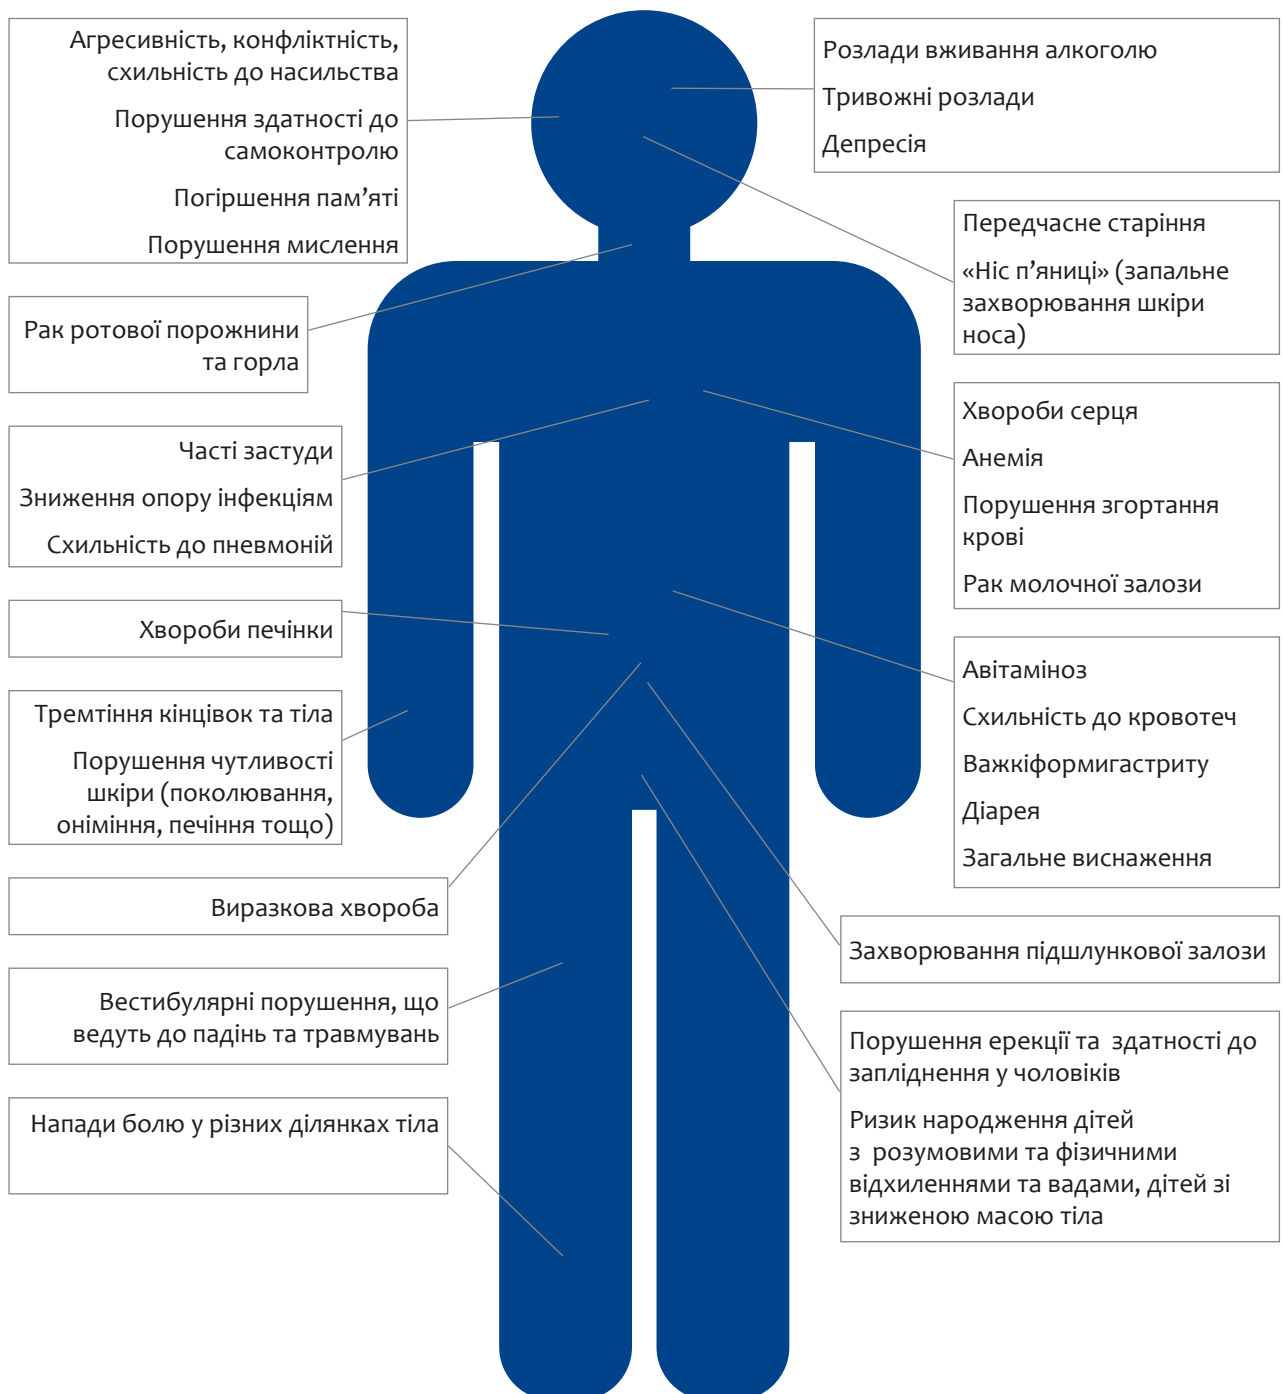 Агресивність, конфліктність,
схильність до насильства
Порушення здатності до
самоконтролю
Погіршення пам’яті
Порушення мислення
Рак ротової порожнини
та горла
Часті застуди
Зниження опору інфекціям
Схильність до пневмоній
Хвороби печінки
Тремтіння кінцівок та тіла
Порушення чутливості
шкіри (поколювання,
оніміння, печіння тощо)
Виразкова хвороба
Вестибулярні порушення, що
ведуть до падінь та травмувань
Напади болю у різних ділянках тіла
Розлади вживання алкоголю
Тривожні розлади
Депресія
Передчасне старіння
«Ніс п’яниці» (запальне
захворювання шкіри
носа)
Хвороби серця
Анемія
Порушення згортання
крові
Рак молочної залози
Авітаміноз
Схильність до кровотеч
Важкіформигастриту
Діарея
Загальне виснаження
Захворювання підшлункової залози
Порушення ерекції та здатності до
запліднення у чоловіків
Ризик народження дітей
з розумовими та фізичними
відхиленнями та вадами, дітей зі
зниженою масою тіла